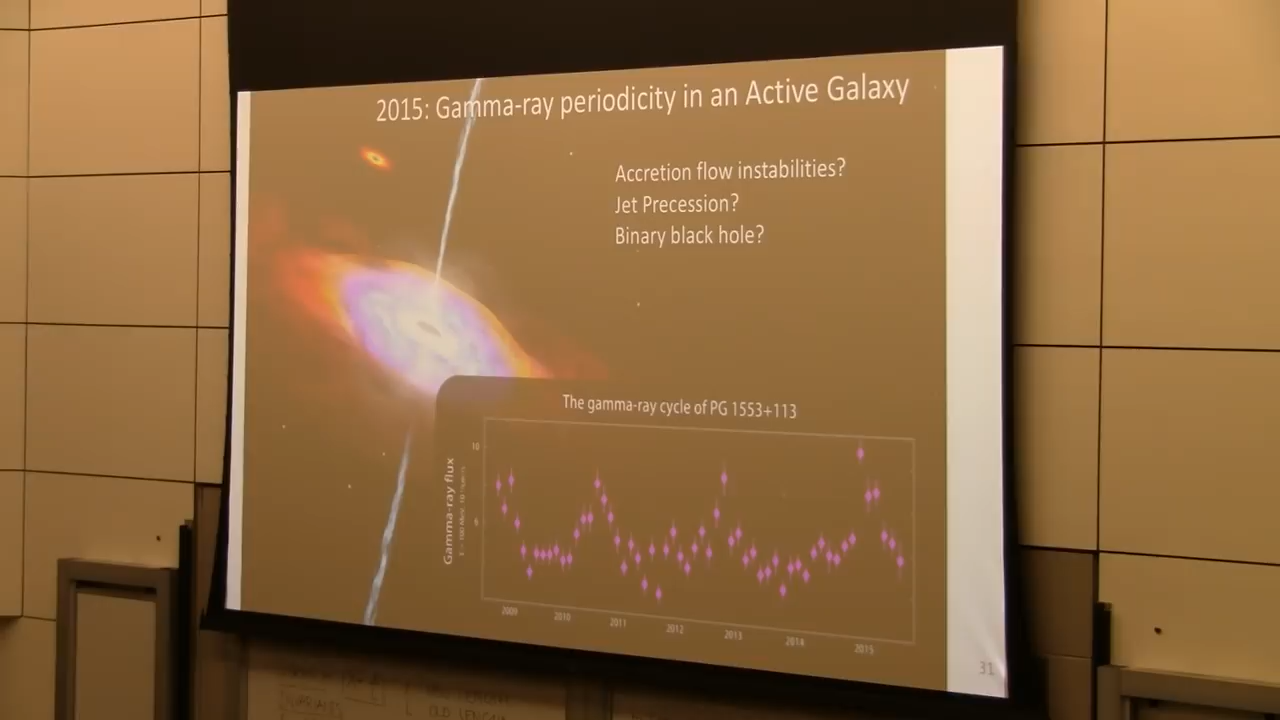 2015: Gamma-ray periodicity in an Active Galaxy
Accretion flow instabilities?
Jet Precession?
Binary black hole?
The gamma-ray cycle of PG 1553+113
10
Gamma-ray flux
2009 2010 2011 2012 2013 2014 2015
31